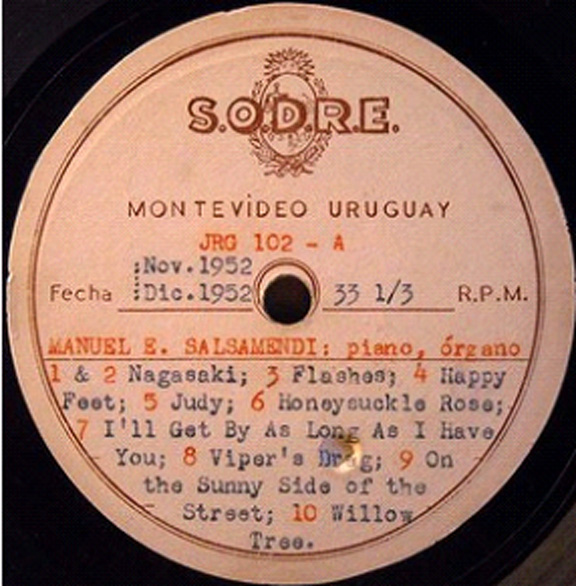 S.O.D.R.E.
MONTEVIDEO URUGUAY
JRG 102 - A
:Nov.1952
Fecha :Dic.1952 33 1/3 R.P.M.
MANUEL E. SALSAMENDI: piano, órgano
1 & 2 Nagasaki; 3 Flashes; 4 Happy
Feet; 5 Judy; 6 Honeysuckle Rose;
7 I'll Get By As Long As I Have
You; 8 Viper's Drag; 9 On
the Sunny Side of the
Street; 10 Willow
Tree.